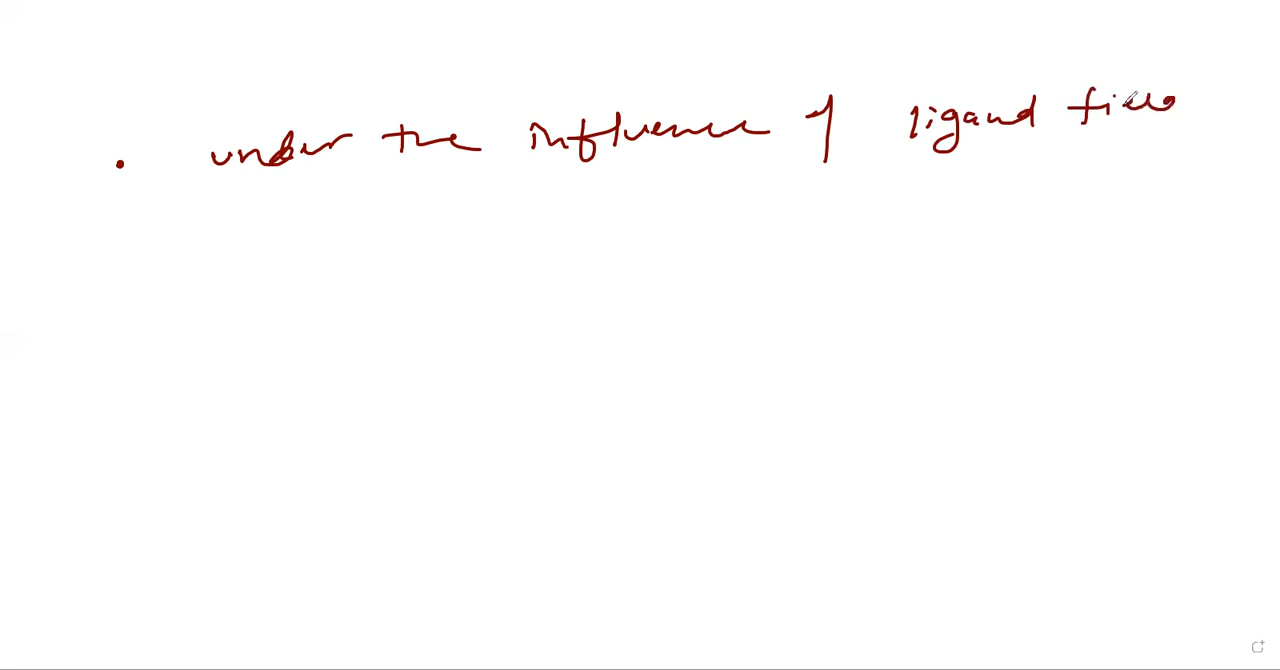 • under the influence of ligand field